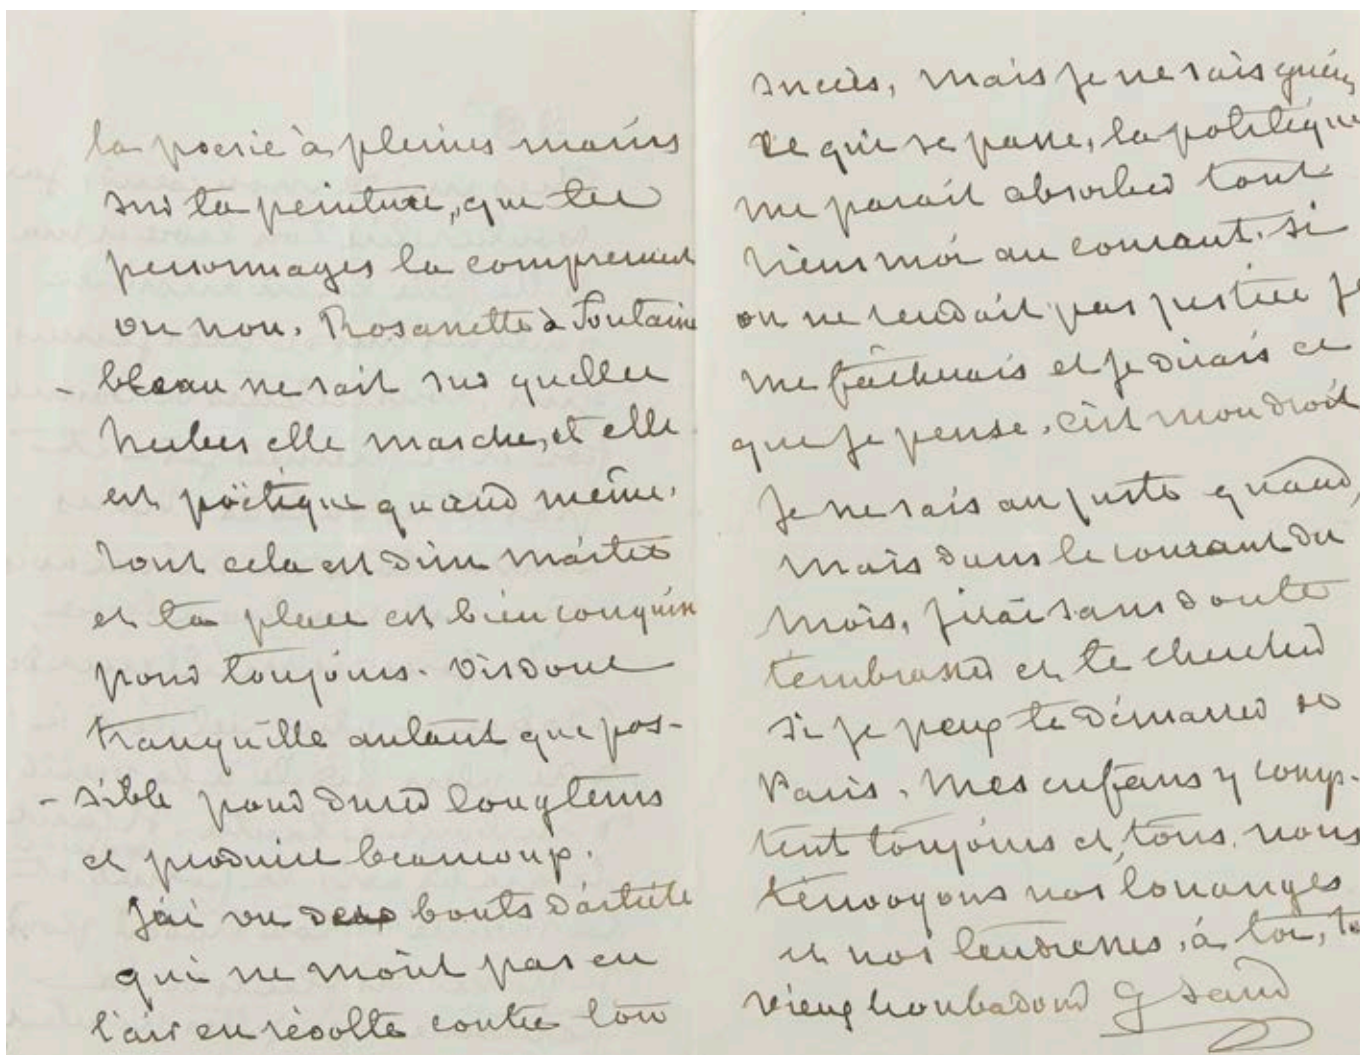 la poesie à pleines mains
sur ta peinture, que tes
personnages la comprennent
ou non. Rosanette à Fontaine
- bleau ne sait sur quelles
herbes elle marche, et elle
est poëtique quand même.
Tout cela est d'un maître
et ta place est bien conquise
pour toujours. Vis donc
tranquille autant que pos-
- sible pour durer longtems
et produire beaucoup.
J'ai vu deux bouts d'article
qui ne m'ont pas eu
l'air en révolte contre ton
succès, mais je ne sais guère
ce qui se passe, la politique
me parait absorber tout
tiens moi au courant. si
on ne rendait pas justice je
me fâcherais et je dirais ce
que je pense. c'est mon droit
Je ne sais au juste quand,
mais dans le courant du
mois, j'irai sans doute
t'embrasser et te chercher
si je peux te démarrer de
Paris. Mes enfans y comp-
tent toujours et tous, nous
t'envoyons nos louanges
et nos tendresses, à toi, ta
vieux troubadour G Sand